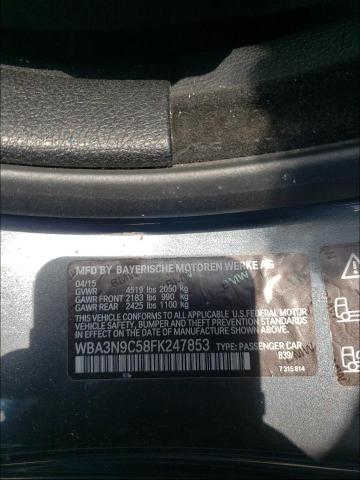 MFD BY BAYERISCHE MOTOREN WERKE AG
04/15
GVWR 4519 lbs 2050 kg
GAWR FRONT 2183 lbs 990 kg
GAWR REAR 2425 lbs 1100 kg
THIS VEHICLE CONFORMS TO ALL APPLICABLE U.S. FEDERAL
MOTOR VEHICLE SAFETY, BUMPER, AND THEFT PREVENTION
STANDARDS IN EFFECT ON THE DATE OF MANUFACTURE SHOWN ABOVE.
WBA3N9C58FK247853 TYPE: PASSENGER CAR
B39/
7 315 814